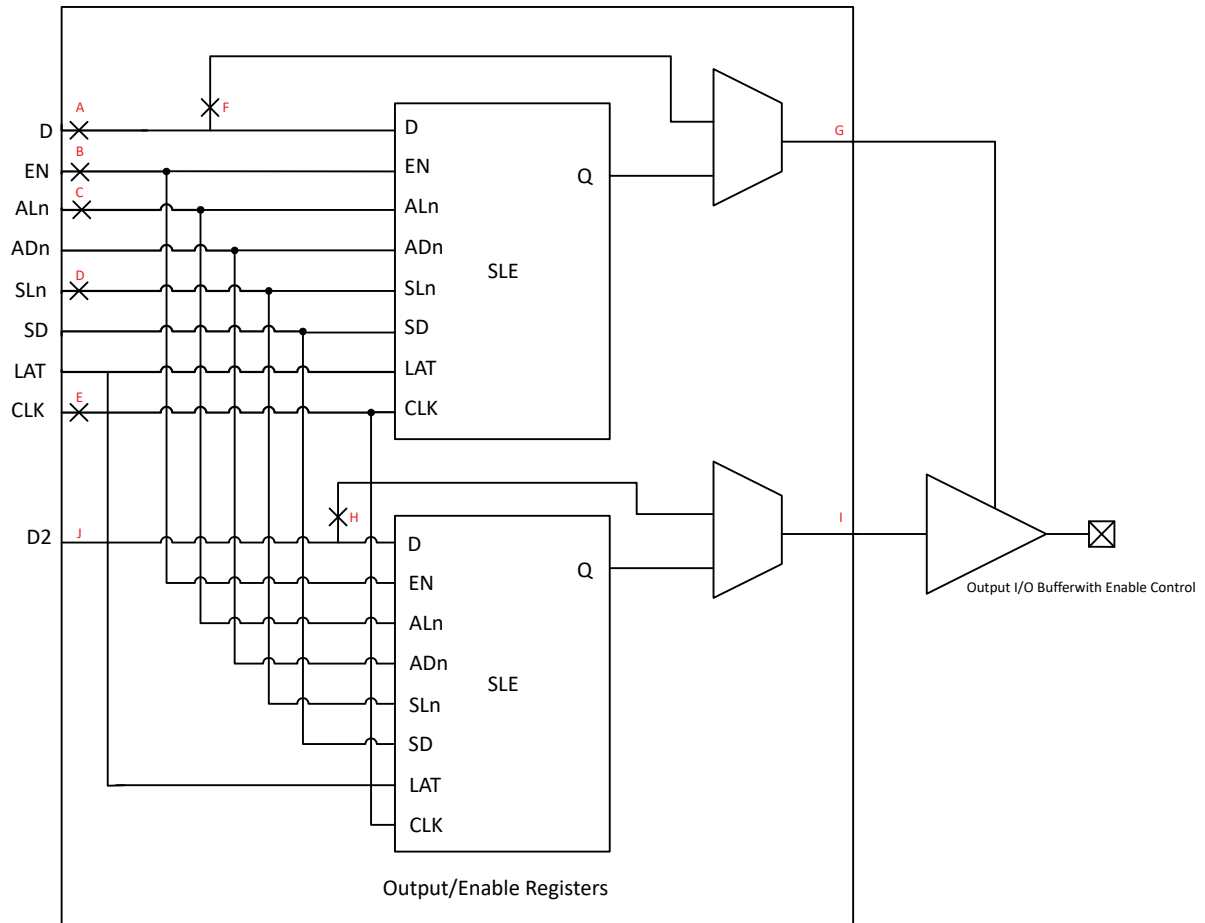 A
F
D
D
G
B
EN
EN
Q
C
ALn
ALn
ADn
ADn
SLE
D
SLn
SLn
SD
SD
LAT
LAT
E
CLK
CLK
H
J
I
D2
D
Q
EN
Output I/O Bufferwith Enable Control
ALn
ADn
SLE
SLn
SD
LAT
CLK
Output/Enable Registers